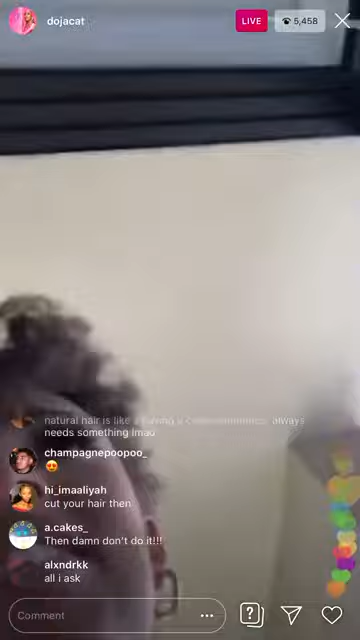 dojacat
LIVE
5,458
natural hair is like
always
needs something lmao
champagnepoopoo_
😍
hi_imaaliyah
cut your hair then
a.cakes_
Then damn don't do it!!!
alxndrkk
all i ask
Comment